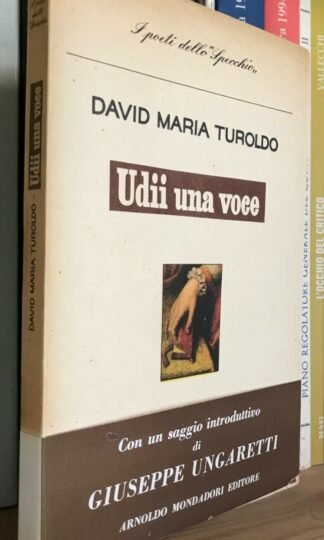 I poeti dello "Specchio"
DAVID MARIA TUROLDO
Udii una voce
Con un saggio introduttivo
di
GIUSEPPE UNGARETTI
ARNOLDO MONDADORI EDITORE
DAVID MARIA TUROLDO - Udii una voce
PIANO REGOLATORE GENERALE DEL
L'OCCHIO DEL CRITICO
VALLECCHI